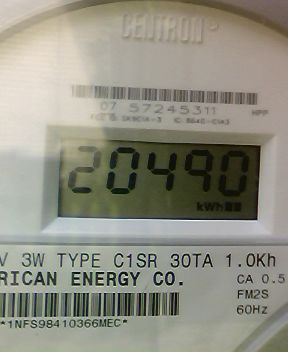 CENTRON®
07 57245311 HPP
20490
kWh
V 3W TYPE C1SR 30TA 1.0Kh
RICAN ENERGY CO. CA 0.5
FM2S
60Hz
*1NFS98410366MEC*